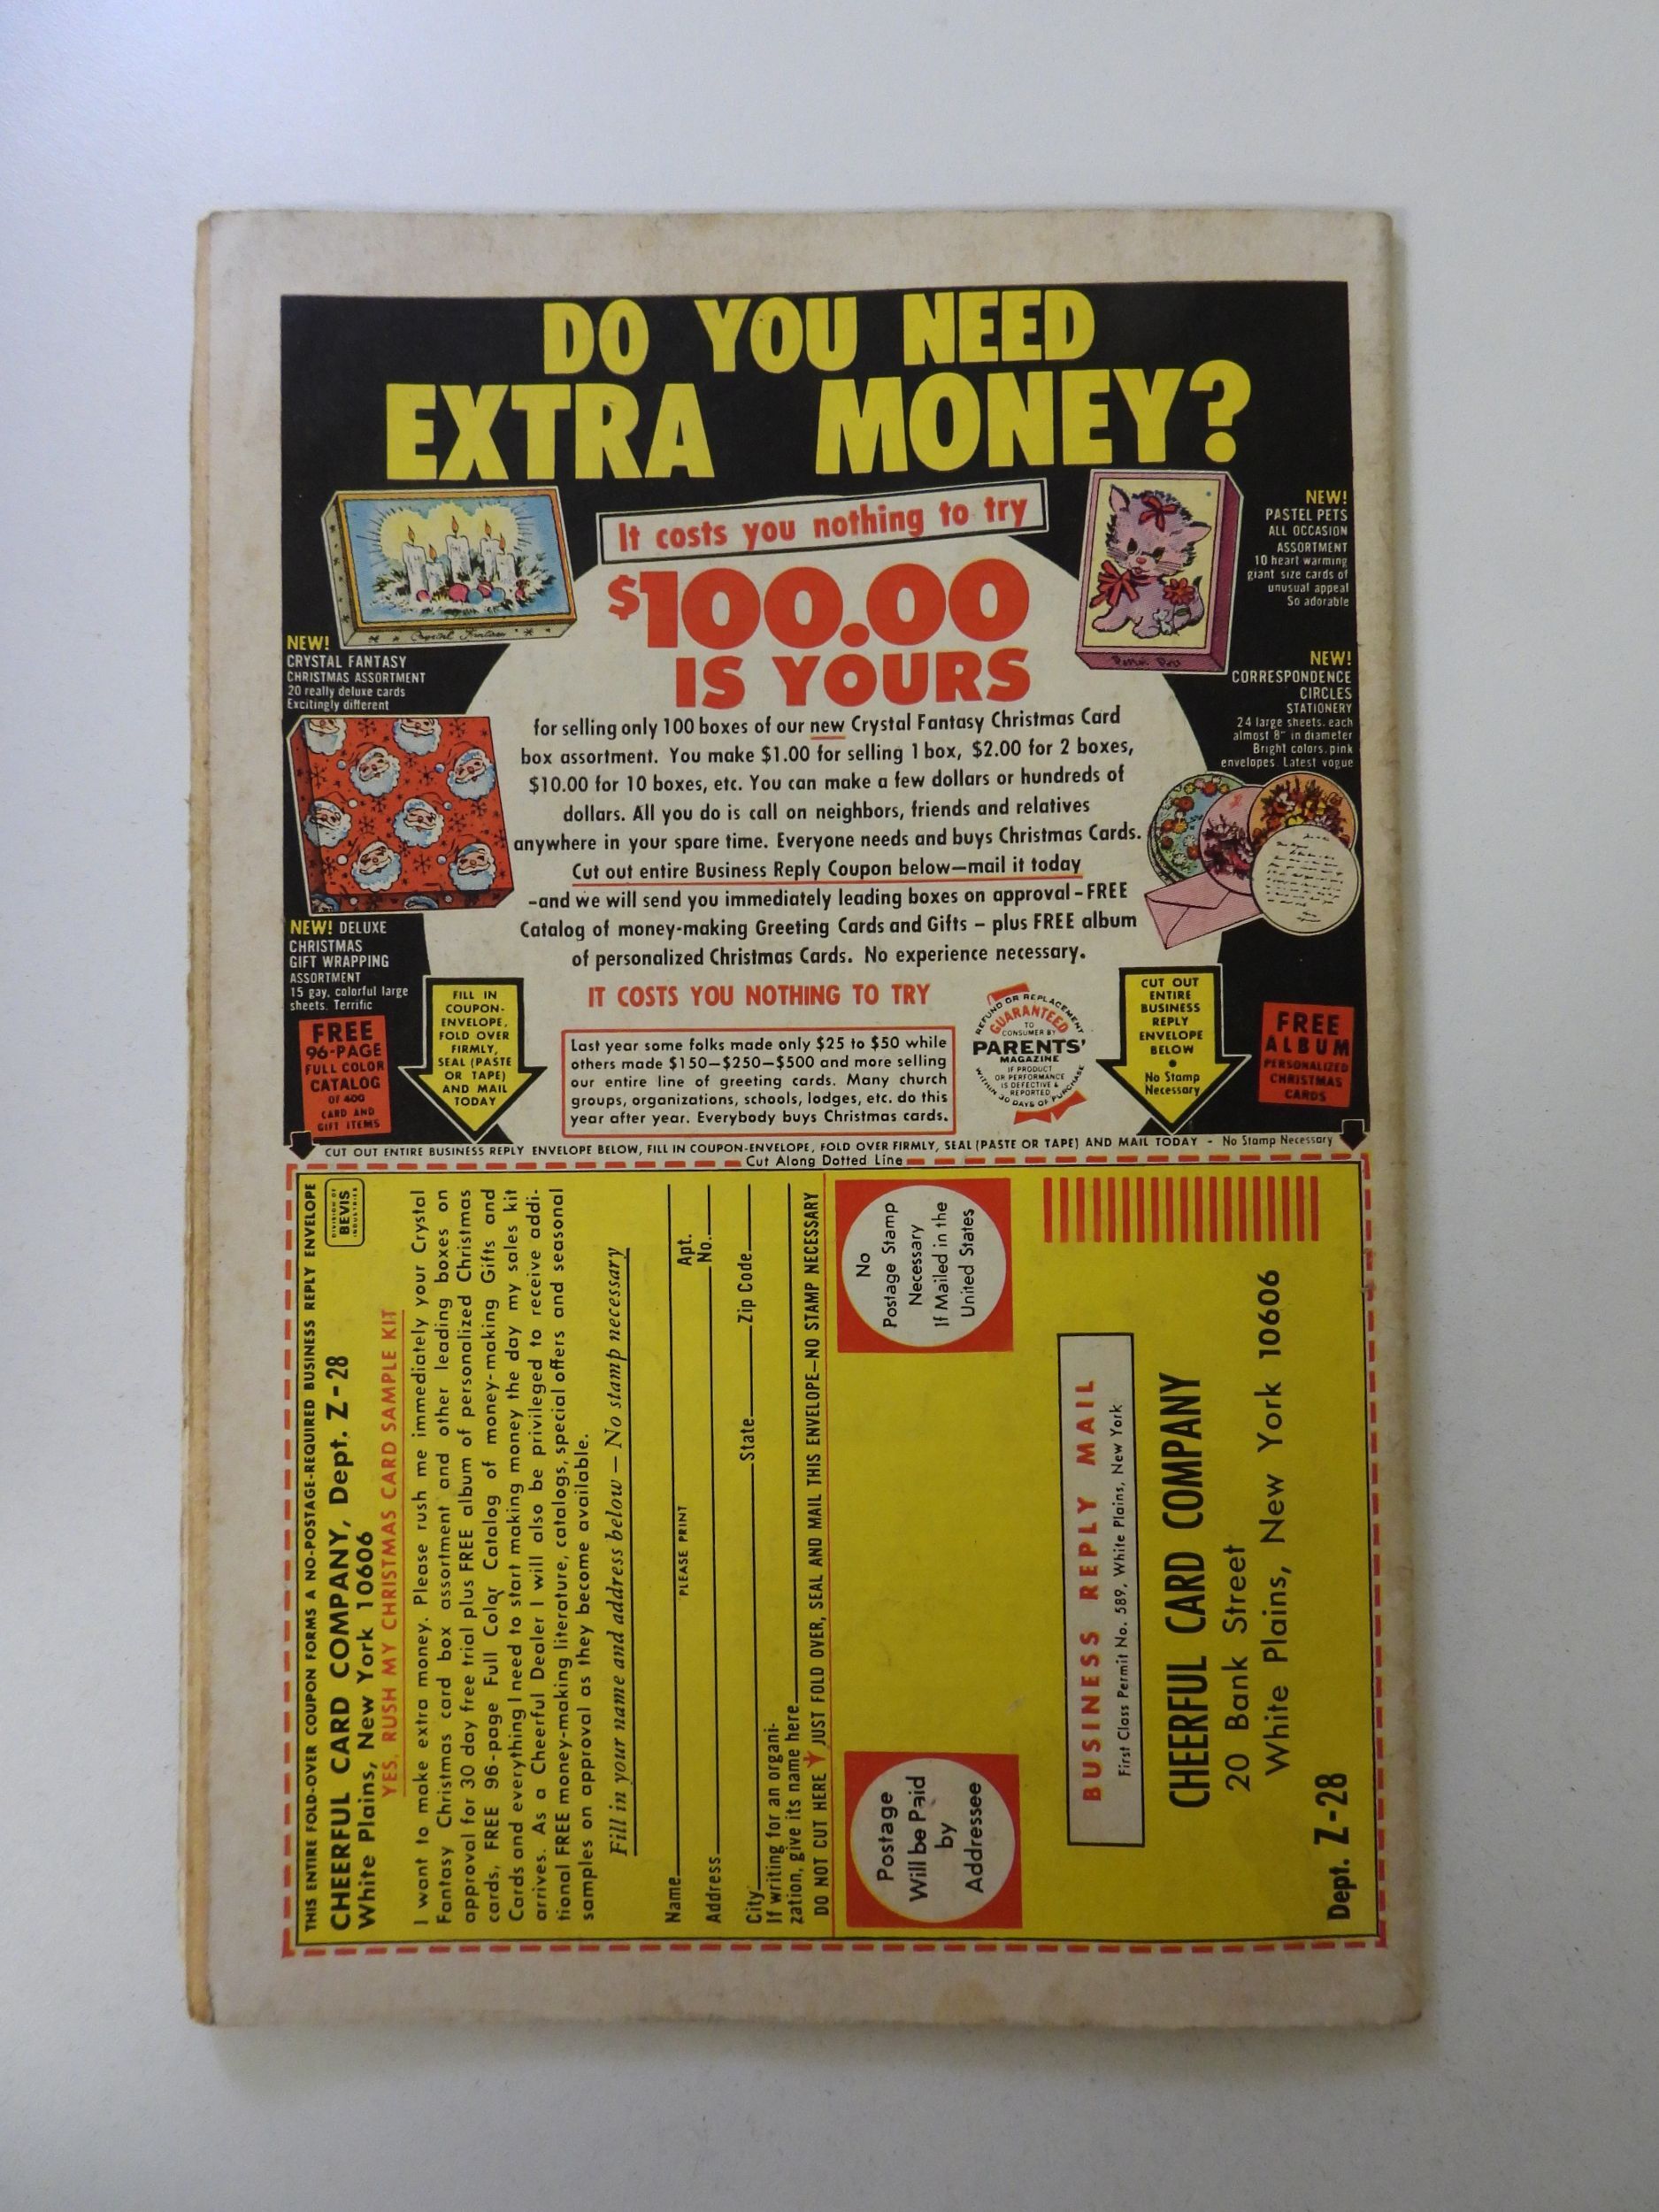 DO YOU NEED
EXTRA MONEY?
It costs you nothing to try
$100.00
IS YOURS
for selling only 100 boxes of our new Crystal Fantasy Christmas Card
box assortment. You make $1.00 for selling 1 box, $2.00 for 2 boxes,
$10.00 for 10 boxes, etc. You can make a few dollars or hundreds of
dollars. All you do is call on neighbors, friends and relatives
anywhere in your spare time. Everyone needs and buys Christmas Cards.
Cut out entire Business Reply Coupon below—mail it today
-and we will send you immediately leading boxes on approval - FREE
Catalog of money-making Greeting Cards and Gifts - plus FREE album
of personalized Christmas Cards. No experience necessary.
IT COSTS YOU NOTHING TO TRY
Last year some folks made only $25 to $50 while
others made $150—$250—$500 and more selling
our entire line of greeting cards. Many church
groups, organizations, schools, lodges, etc. do this
year after year. Everybody buys Christmas cards.
Crystal Fantasy
NEW!
CRYSTAL FANTASY
CHRISTMAS ASSORTMENT
20 really deluxe cards
Excitingly different
NEW! DELUXE
CHRISTMAS
GIFT WRAPPING
ASSORTMENT
15 gay, colorful large
sheets. Terrific
FREE
96-PAGE
FULL COLOR
CATALOG
OF 400
CARD AND
GIFT ITEMS
FILL IN
COUPON-
ENVELOPE,
FOLD OVER
FIRMLY,
SEAL (PASTE
OR TAPE)
AND MAIL
TODAY
Pastel Pets
NEW!
PASTEL PETS
ALL OCCASION
ASSORTMENT
10 heart warming
giant size cards of
unusual appeal
So adorable
NEW!
CORRESPONDENCE
CIRCLES
STATIONERY
24 large sheets, each
almost 8" in diameter
Bright colors, pink
envelopes. Latest vogue
REFUND OR REPLACEMENT
GUARANTEED
TO
CONSUMER BY
PARENTS'
MAGAZINE
IF PRODUCT
OR PERFORMANCE
IS DEFECTIVE &
REPORTED
WITHIN 30 DAYS OF PURCHASE
CUT OUT
ENTIRE
BUSINESS
REPLY
ENVELOPE
BELOW
•
No Stamp
Necessary
FREE
ALBUM
PERSONALIZED
CHRISTMAS
CARDS
CUT OUT ENTIRE BUSINESS REPLY ENVELOPE BELOW, FILL IN COUPON-ENVELOPE, FOLD OVER FIRMLY, SEAL (PASTE OR TAPE) AND MAIL TODAY - No Stamp Necessary
Cut Along Dotted Line
THIS ENTIRE FOLD-OVER COUPON FORMS A NO-POSTAGE-REQUIRED BUSINESS REPLY ENVELOPE
CHEERFUL CARD COMPANY, Dept. Z-28
White Plains, New York 10606
DIVISION OF
BEVIS
INDUSTRIES
YES, RUSH MY CHRISTMAS CARD SAMPLE KIT
I want to make extra money. Please rush me immediately your Crystal
Fantasy Christmas card box assortment and other leading boxes on
approval for 30 day free trial plus FREE album of personalized Christmas
cards, FREE 96-page Full Color Catalog of money-making Gifts and
Cards and everything I need to start making money the day my sales kit
arrives. As a Cheerful Dealer I will also be privileged to receive addi-
tional FREE money-making literature, catalogs, special offers and seasonal
samples on approval as they become available.
Fill in your name and address below — No stamp necessary
Name
PLEASE PRINT
Apt.
Address No.
City State Zip Code
If writing for an organi-
zation, give its name here
DO NOT CUT HERE JUST FOLD OVER, SEAL AND MAIL THIS ENVELOPE—NO STAMP NECESSARY
Postage
Will be Paid
by
Addressee
No
Postage Stamp
Necessary
If Mailed in the
United States
BUSINESS REPLY MAIL
First Class Permit No. 589, White Plains, New York
CHEERFUL CARD COMPANY
20 Bank Street
White Plains, New York 10606
Dept. Z-28